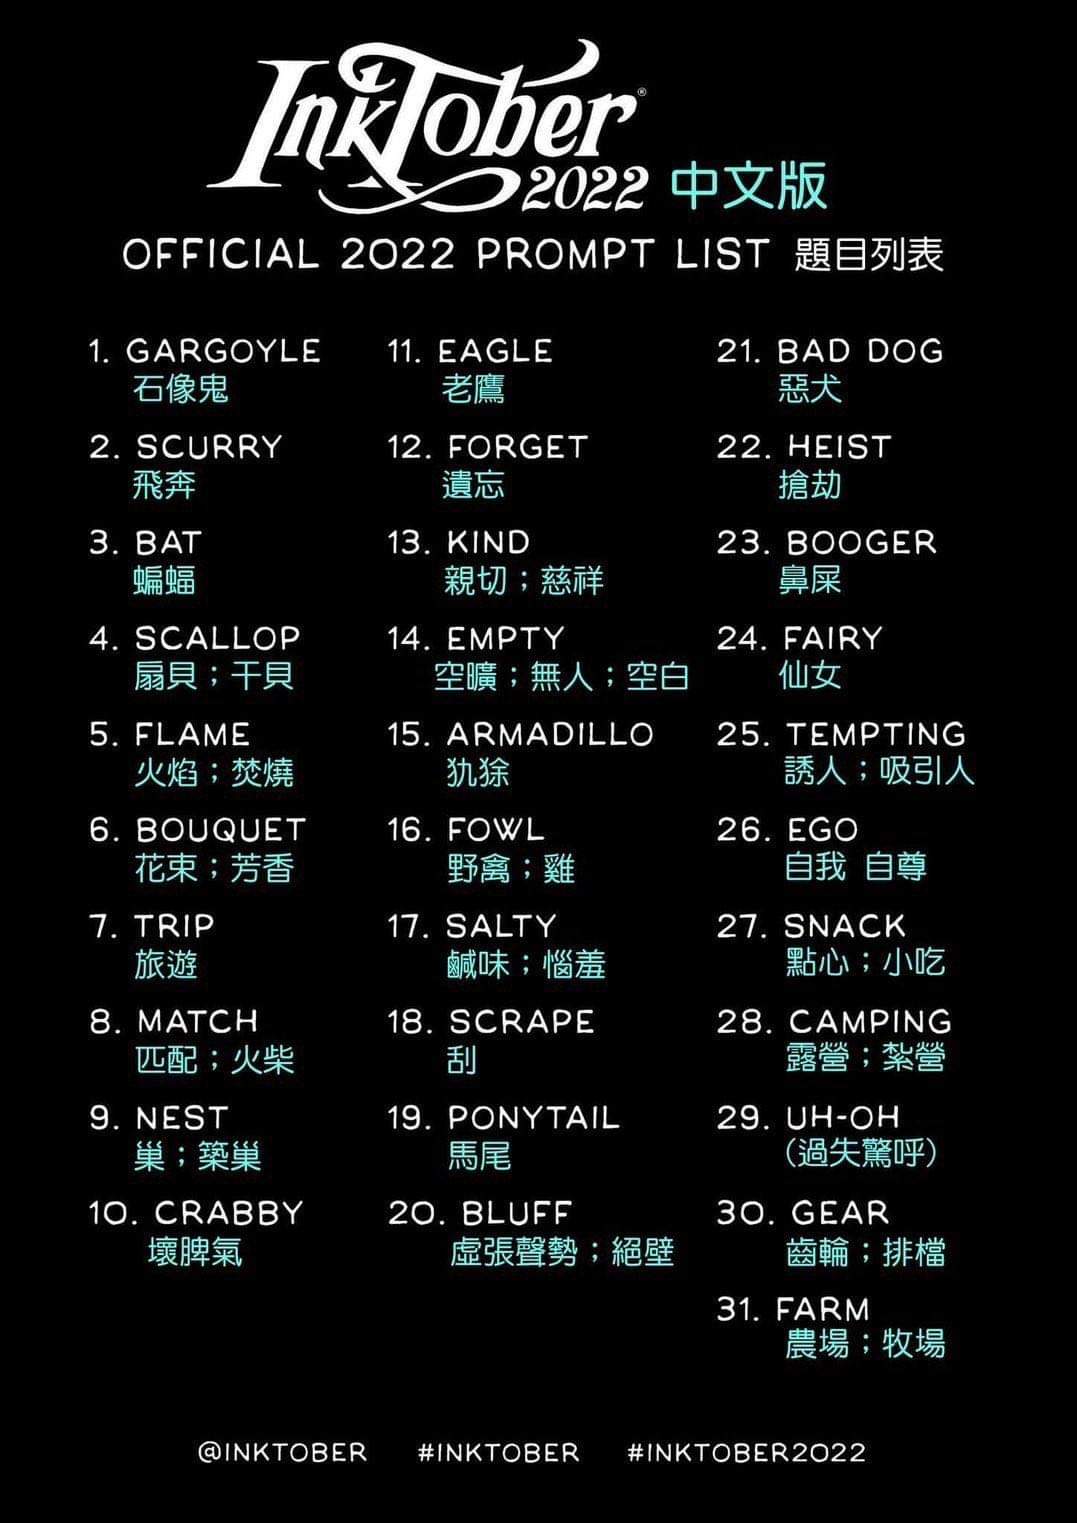 InkTober®
2022 中文版
OFFICIAL 2022 PROMPT LIST 題目列表
1. GARGOYLE
石像鬼
2. SCURRY
飛奔
3. BAT
蝙蝠
4. SCALLOP
扇貝；干貝
5. FLAME
火焰；焚燒
6. BOUQUET
花束；芳香
7. TRIP
旅遊
8. MATCH
匹配；火柴
9. NEST
巢；築巢
10. CRABBY
壞脾氣
11. EAGLE
老鷹
12. FORGET
遺忘
13. KIND
親切；慈祥
14. EMPTY
空曠；無人；空白
15. ARMADILLO
犰狳
16. FOWL
野禽；雞
17. SALTY
鹹味；惱羞
18. SCRAPE
刮
19. PONYTAIL
馬尾
20. BLUFF
虛張聲勢；絕壁
21. BAD DOG
惡犬
22. HEIST
搶劫
23. BOOGER
鼻屎
24. FAIRY
仙女
25. TEMPTING
誘人；吸引人
26. EGO
自我 自尊
27. SNACK
點心；小吃
28. CAMPING
露營；紮營
29. UH-OH
(過失驚呼)
30. GEAR
齒輪；排檔
31. FARM
農場；牧場
@INKTOBER #INKTOBER #INKTOBER2022